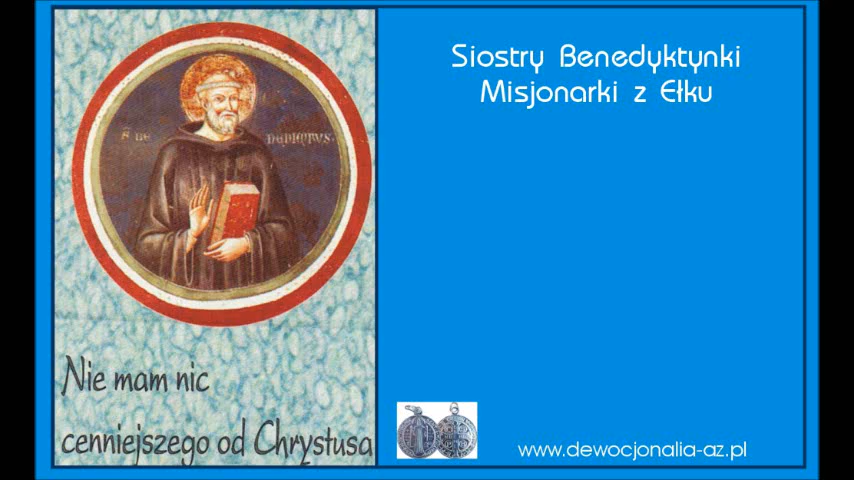 Siostry Benedyktynki
Misjonarki z Ełku
Nie mam nic
cenniejszego od Chrystusa
www.dewocjonalia-az.pl